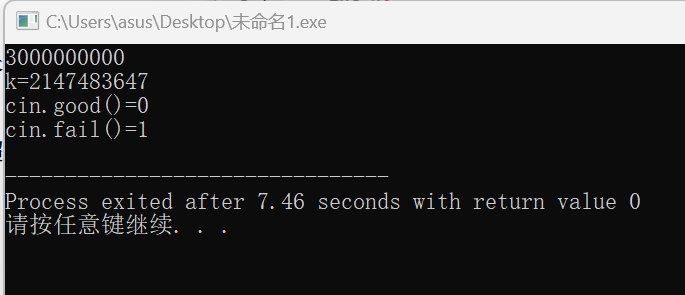 C:\Users\asus\Desktop\未命名1.exe
3000000000
k=2147483647
cin.good()=0
cin.fail()=1
--------------------------------
Process exited after 7.46 seconds with return value 0
请按任意键继续. . .